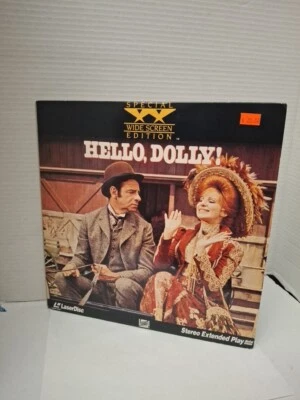 SPECIAL
WIDE SCREEN
EDITION
HELLO, DOLLY!
LaserDisc
Stereo Extended Play